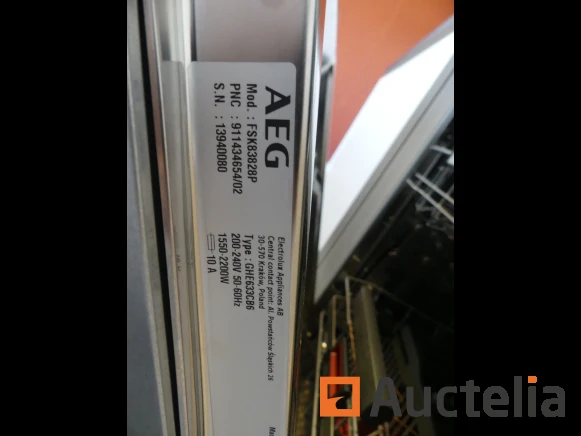 AEG
Mod. : FSK83828P
PNC : 911434654/02
S.N. : 13940080
Electrolux Appliances AB
Central contact point: Al. Powstańców Śląskich 26
30-570 Kraków, Poland
Type : GHE633CB6
200-240V 50-60Hz
1550-2200W
10 A
Auctelia